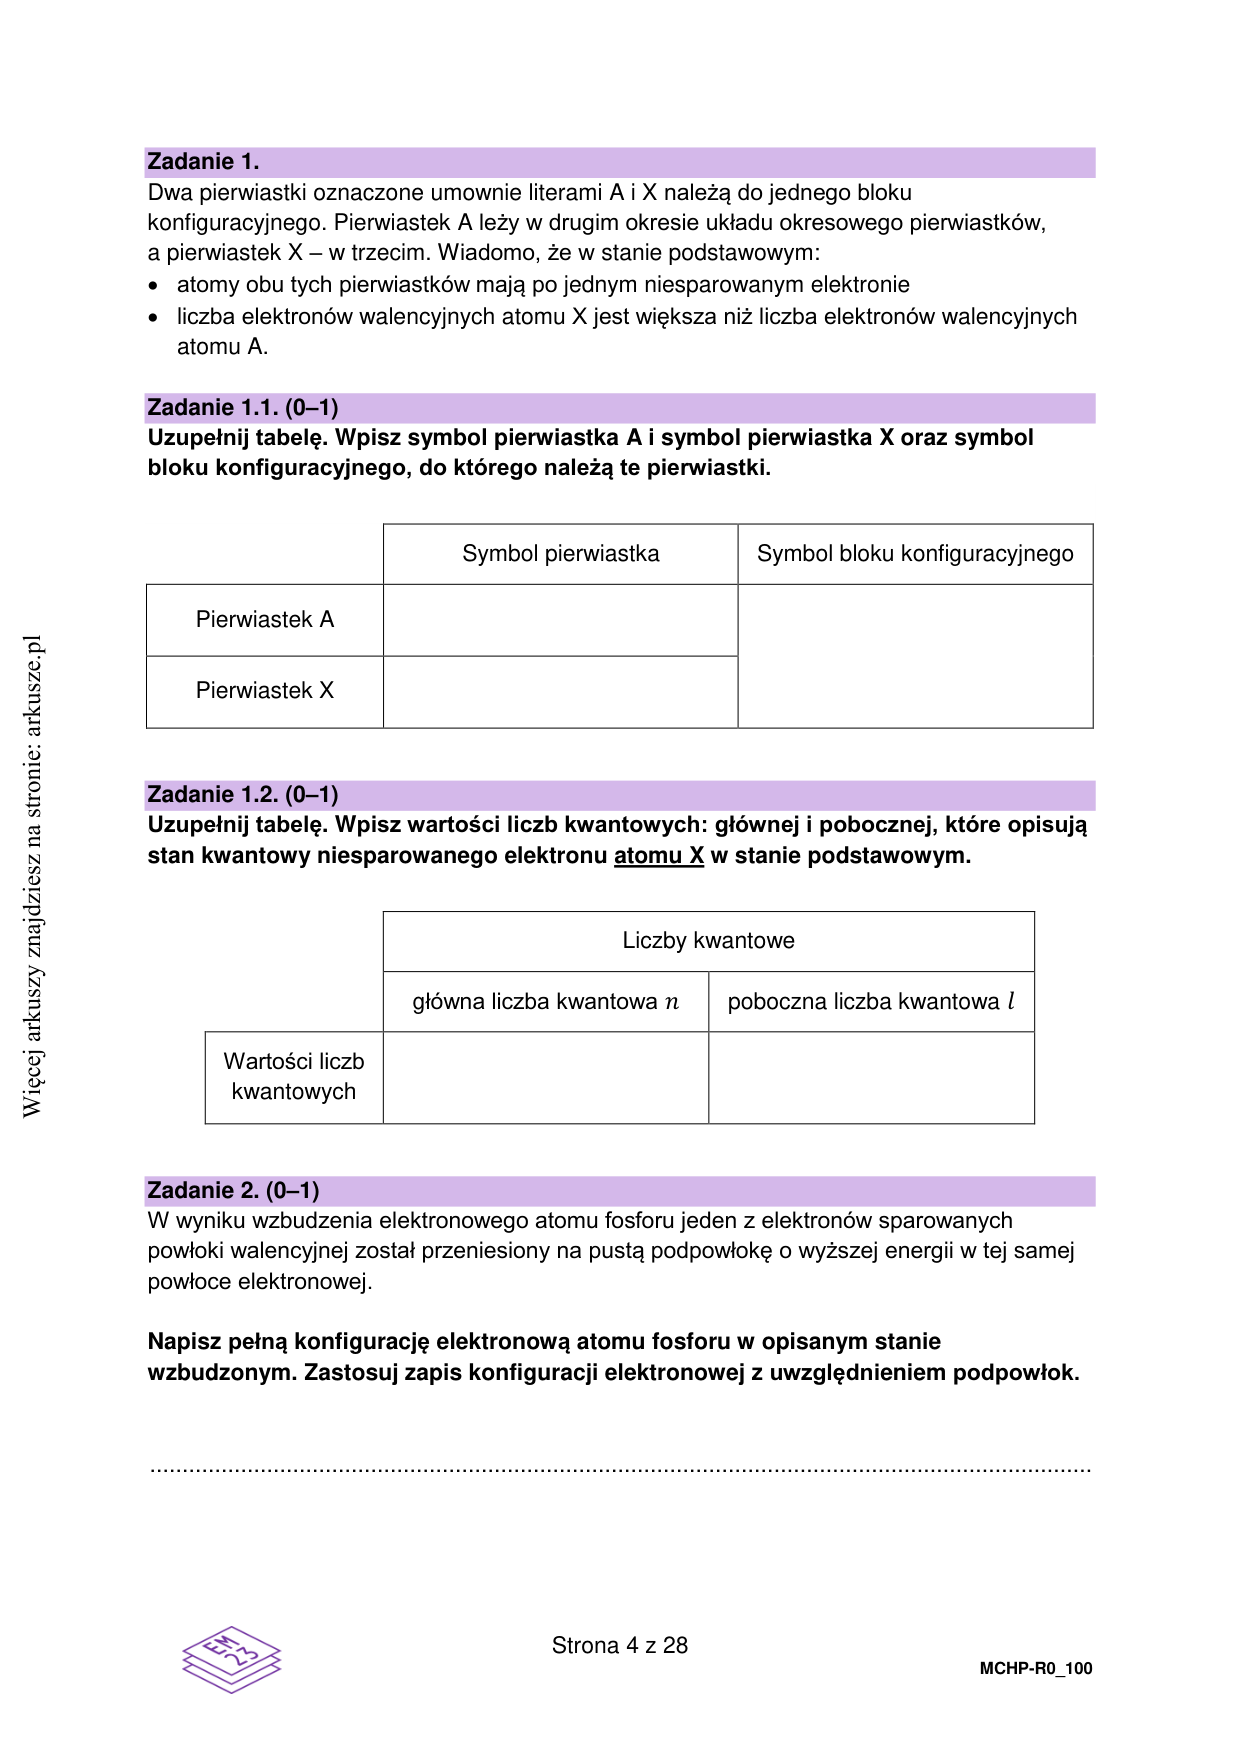 Zadanie 1.
Dwa pierwiastki oznaczone umownie literami A i X należą do jednego bloku
konfiguracyjnego. Pierwiastek A leży w drugim okresie układu okresowego pierwiastków,
a pierwiastek X – w trzecim. Wiadomo, że w stanie podstawowym:
• atomy obu tych pierwiastków mają po jednym niesparowanym elektronie
• liczba elektronów walencyjnych atomu X jest większa niż liczba elektronów walencyjnych
atomu A.
Zadanie 1.1. (0–1)
Uzupełnij tabelę. Wpisz symbol pierwiastka A i symbol pierwiastka X oraz symbol
bloku konfiguracyjnego, do którego należą te pierwiastki.
Symbol pierwiastka Symbol bloku konfiguracyjnego
Pierwiastek A
Pierwiastek X
Zadanie 1.2. (0–1)
Uzupełnij tabelę. Wpisz wartości liczb kwantowych: głównej i pobocznej, które opisują
stan kwantowy niesparowanego elektronu atomu X w stanie podstawowym.
Liczby kwantowe
główna liczba kwantowa n poboczna liczba kwantowa l
Wartości liczb
kwantowych
Zadanie 2. (0–1)
W wyniku wzbudzenia elektronowego atomu fosforu jeden z elektronów sparowanych
powłoki walencyjnej został przeniesiony na pustą podpowłokę o wyższej energii w tej samej
powłoce elektronowej.
Napisz pełną konfigurację elektronową atomu fosforu w opisanym stanie
wzbudzonym. Zastosuj zapis konfiguracji elektronowej z uwzględnieniem podpowłok.
Więcej arkuszy znajdziesz na stronie: arkusze.pl
EM
23
Strona 4 z 28
MCHP-R0_100